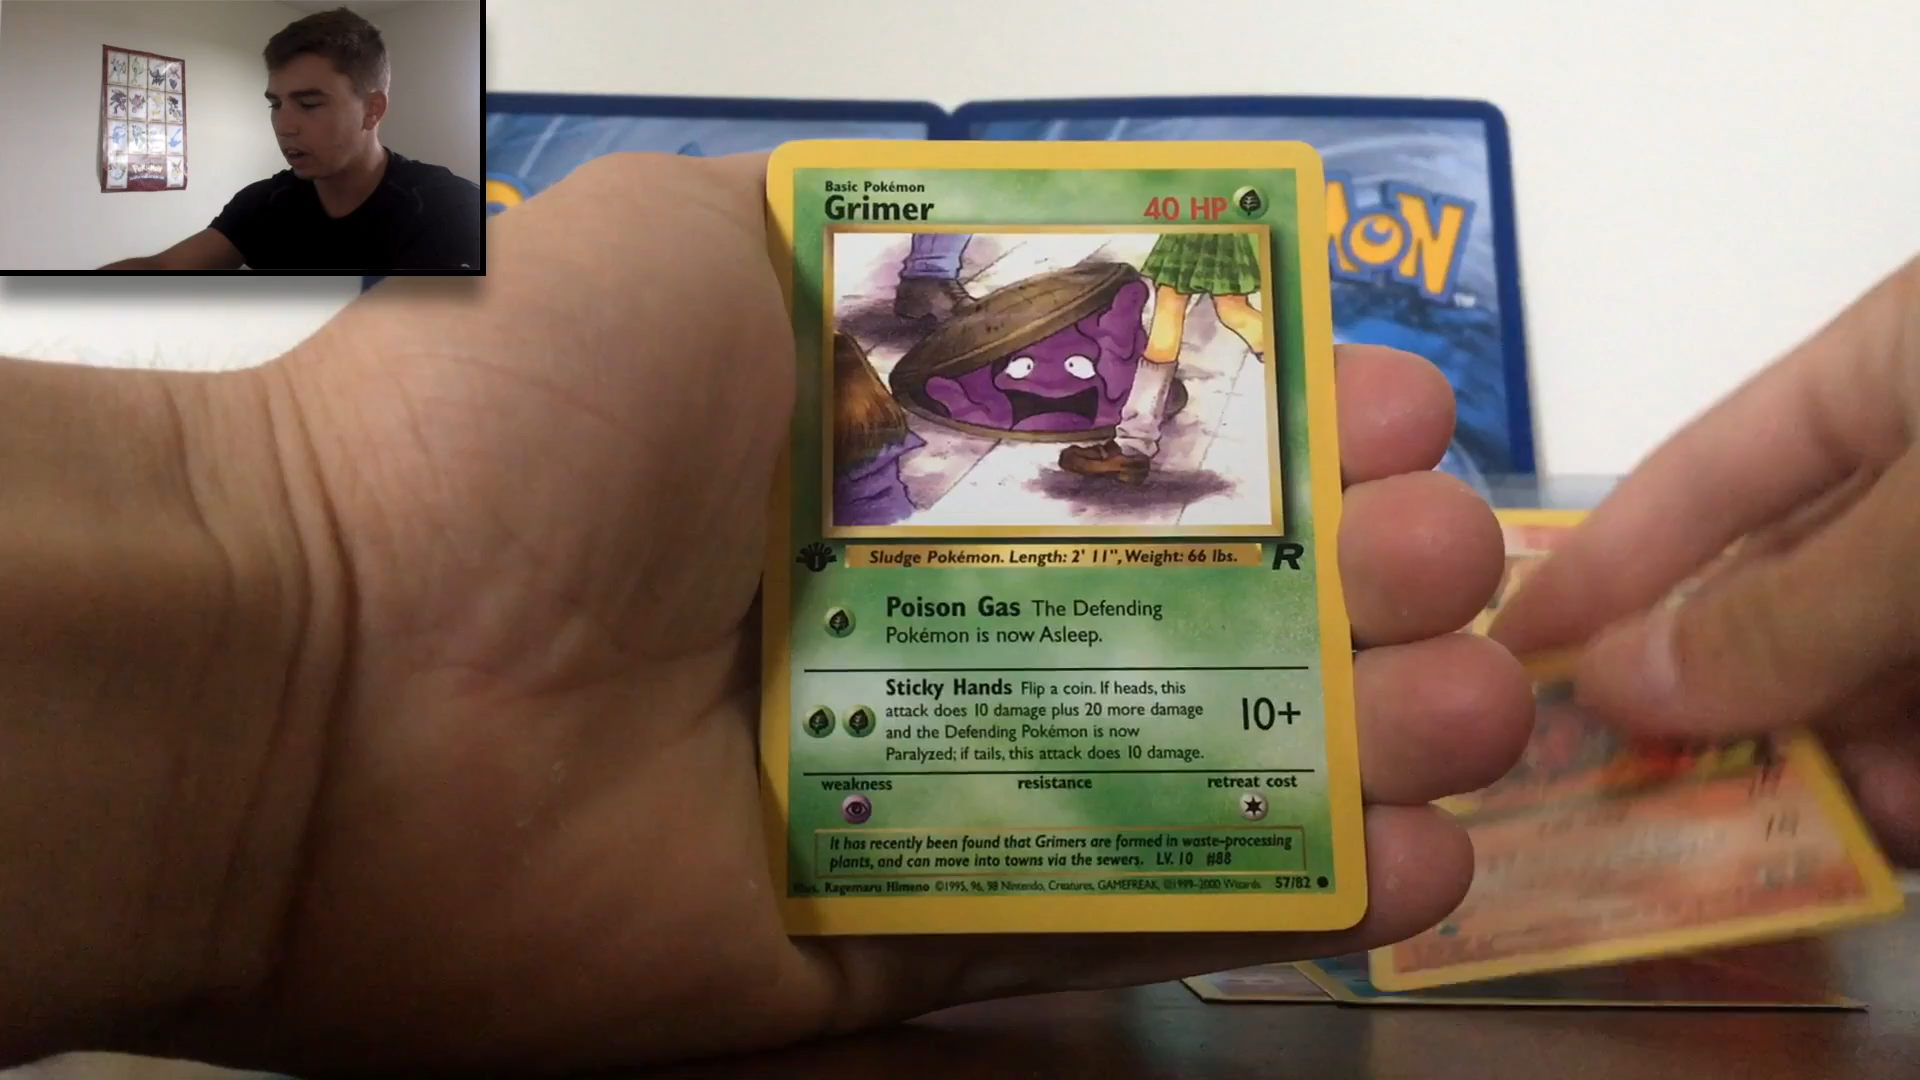 Basic Pokémon
Grimer
40 HP
Sludge Pokémon. Length: 2' 11", Weight: 66 lbs.
Poison Gas The Defending
Pokémon is now Asleep.
Sticky Hands Flip a coin. If heads, this
attack does 10 damage plus 20 more damage
and the Defending Pokémon is now
Paralyzed; if tails, this attack does 10 damage.
10+
weakness resistance retreat cost
It has recently been found that Grimers are formed in waste-processing
plants, and can move into towns via the sewers. LV. 10 #88
Illus. Kagemaru Himeno ©1995, 96, 98 Nintendo, Creatures, GAMEFREAK, ©1999-2000 Wizards. 57/82
1
R
MON
TM